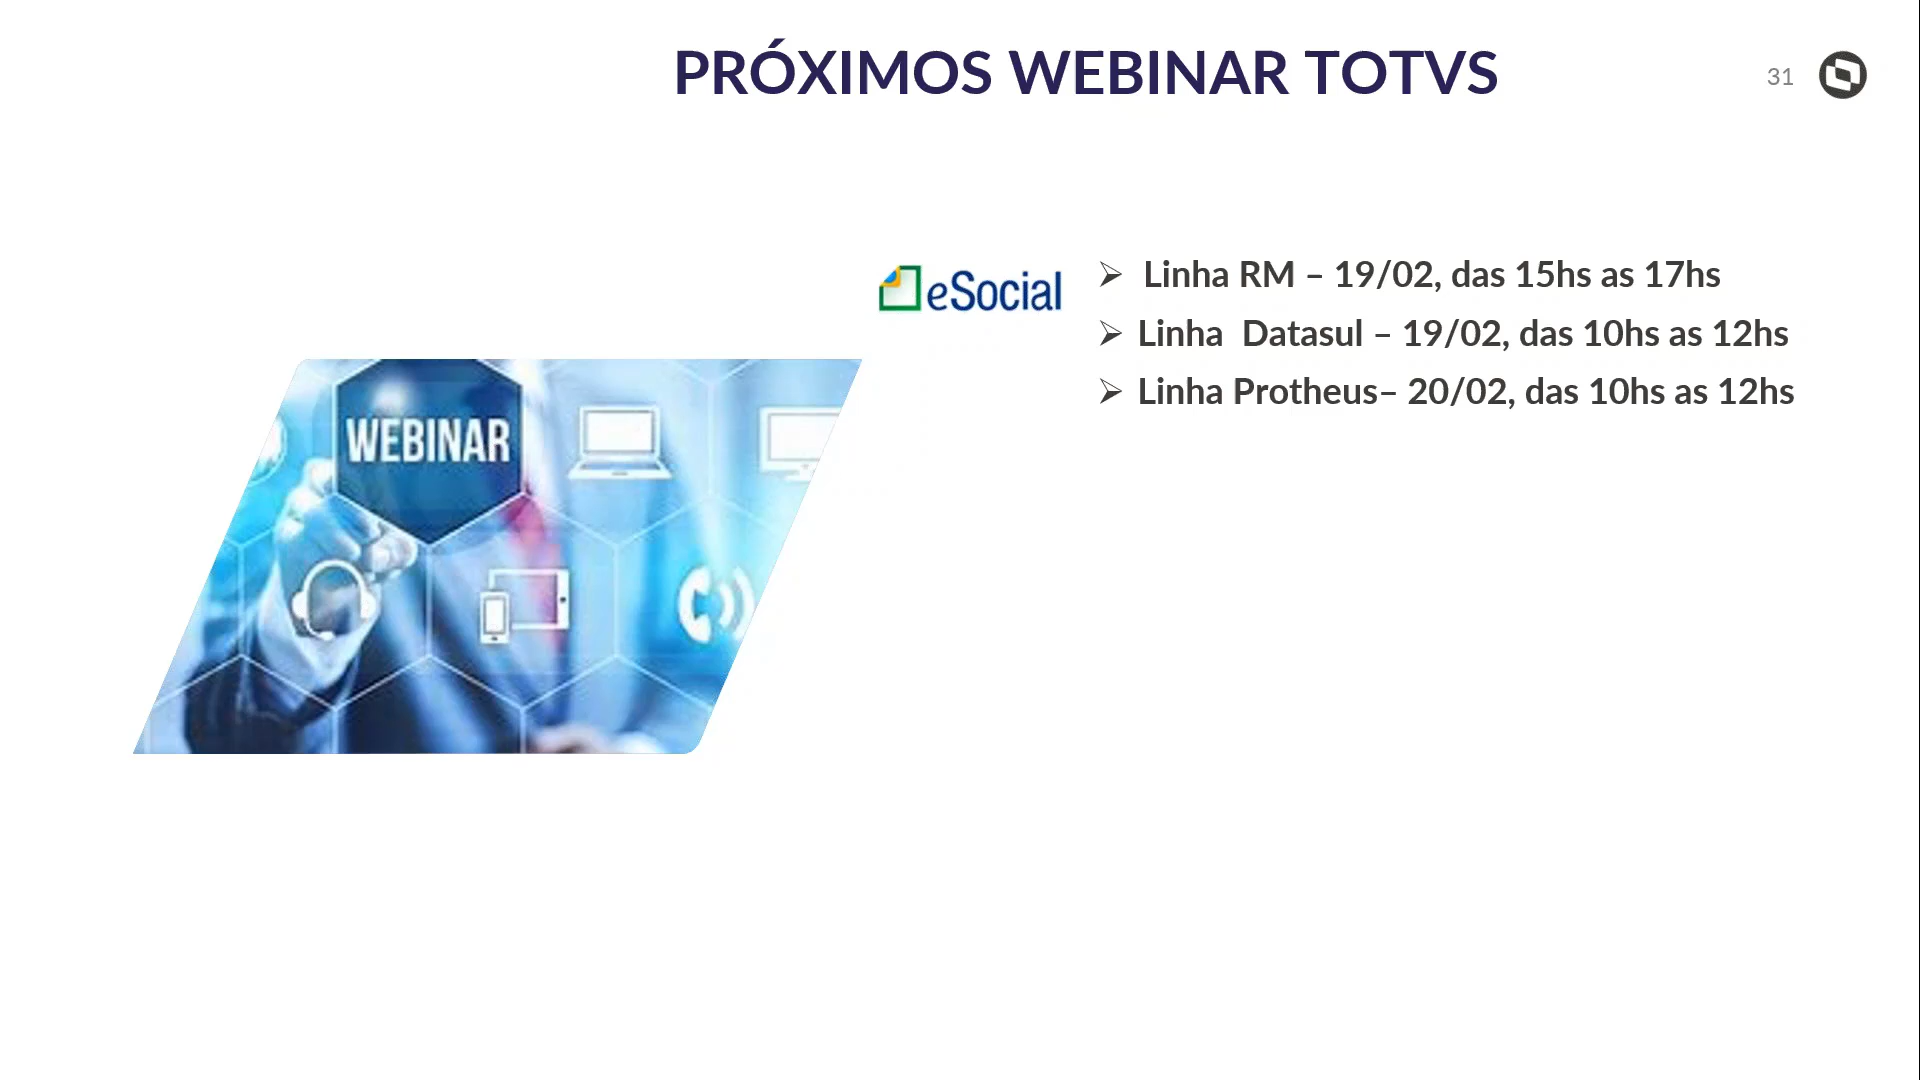 PRÓXIMOS WEBINAR TOTVS
31
eSocial
Linha RM – 19/02, das 15hs as 17hs
Linha  Datasul – 19/02, das 10hs as 12hs
Linha Protheus– 20/02, das 10hs as 12hs
WEBINAR